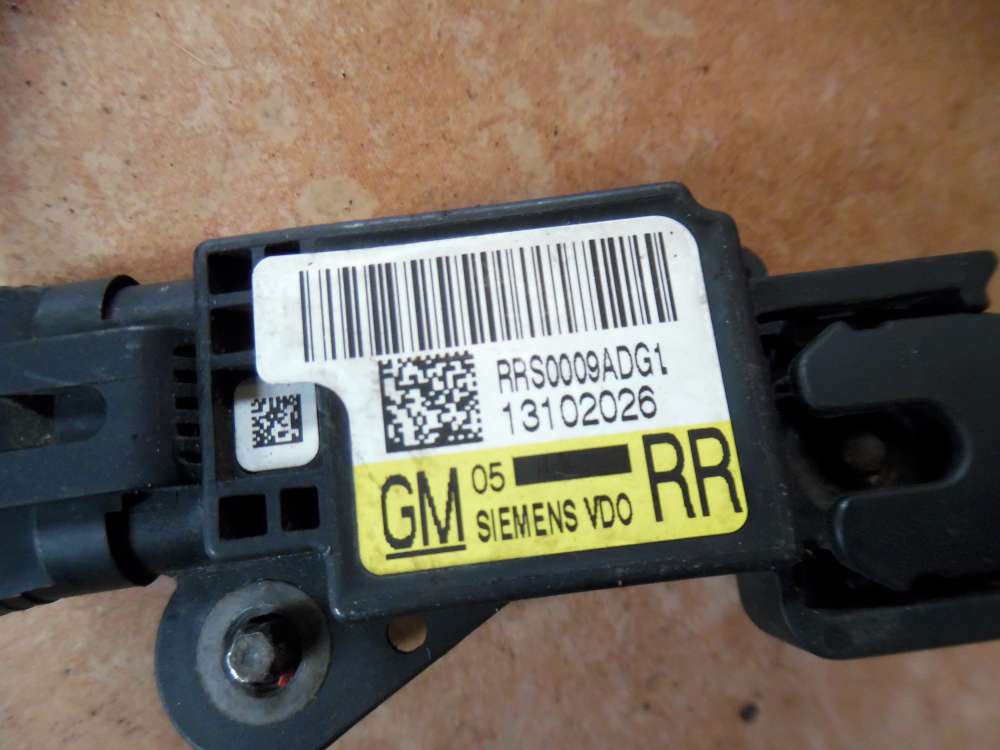 RRS0009ADG1
13102026
GM 05 RR
SIEMENS VDO